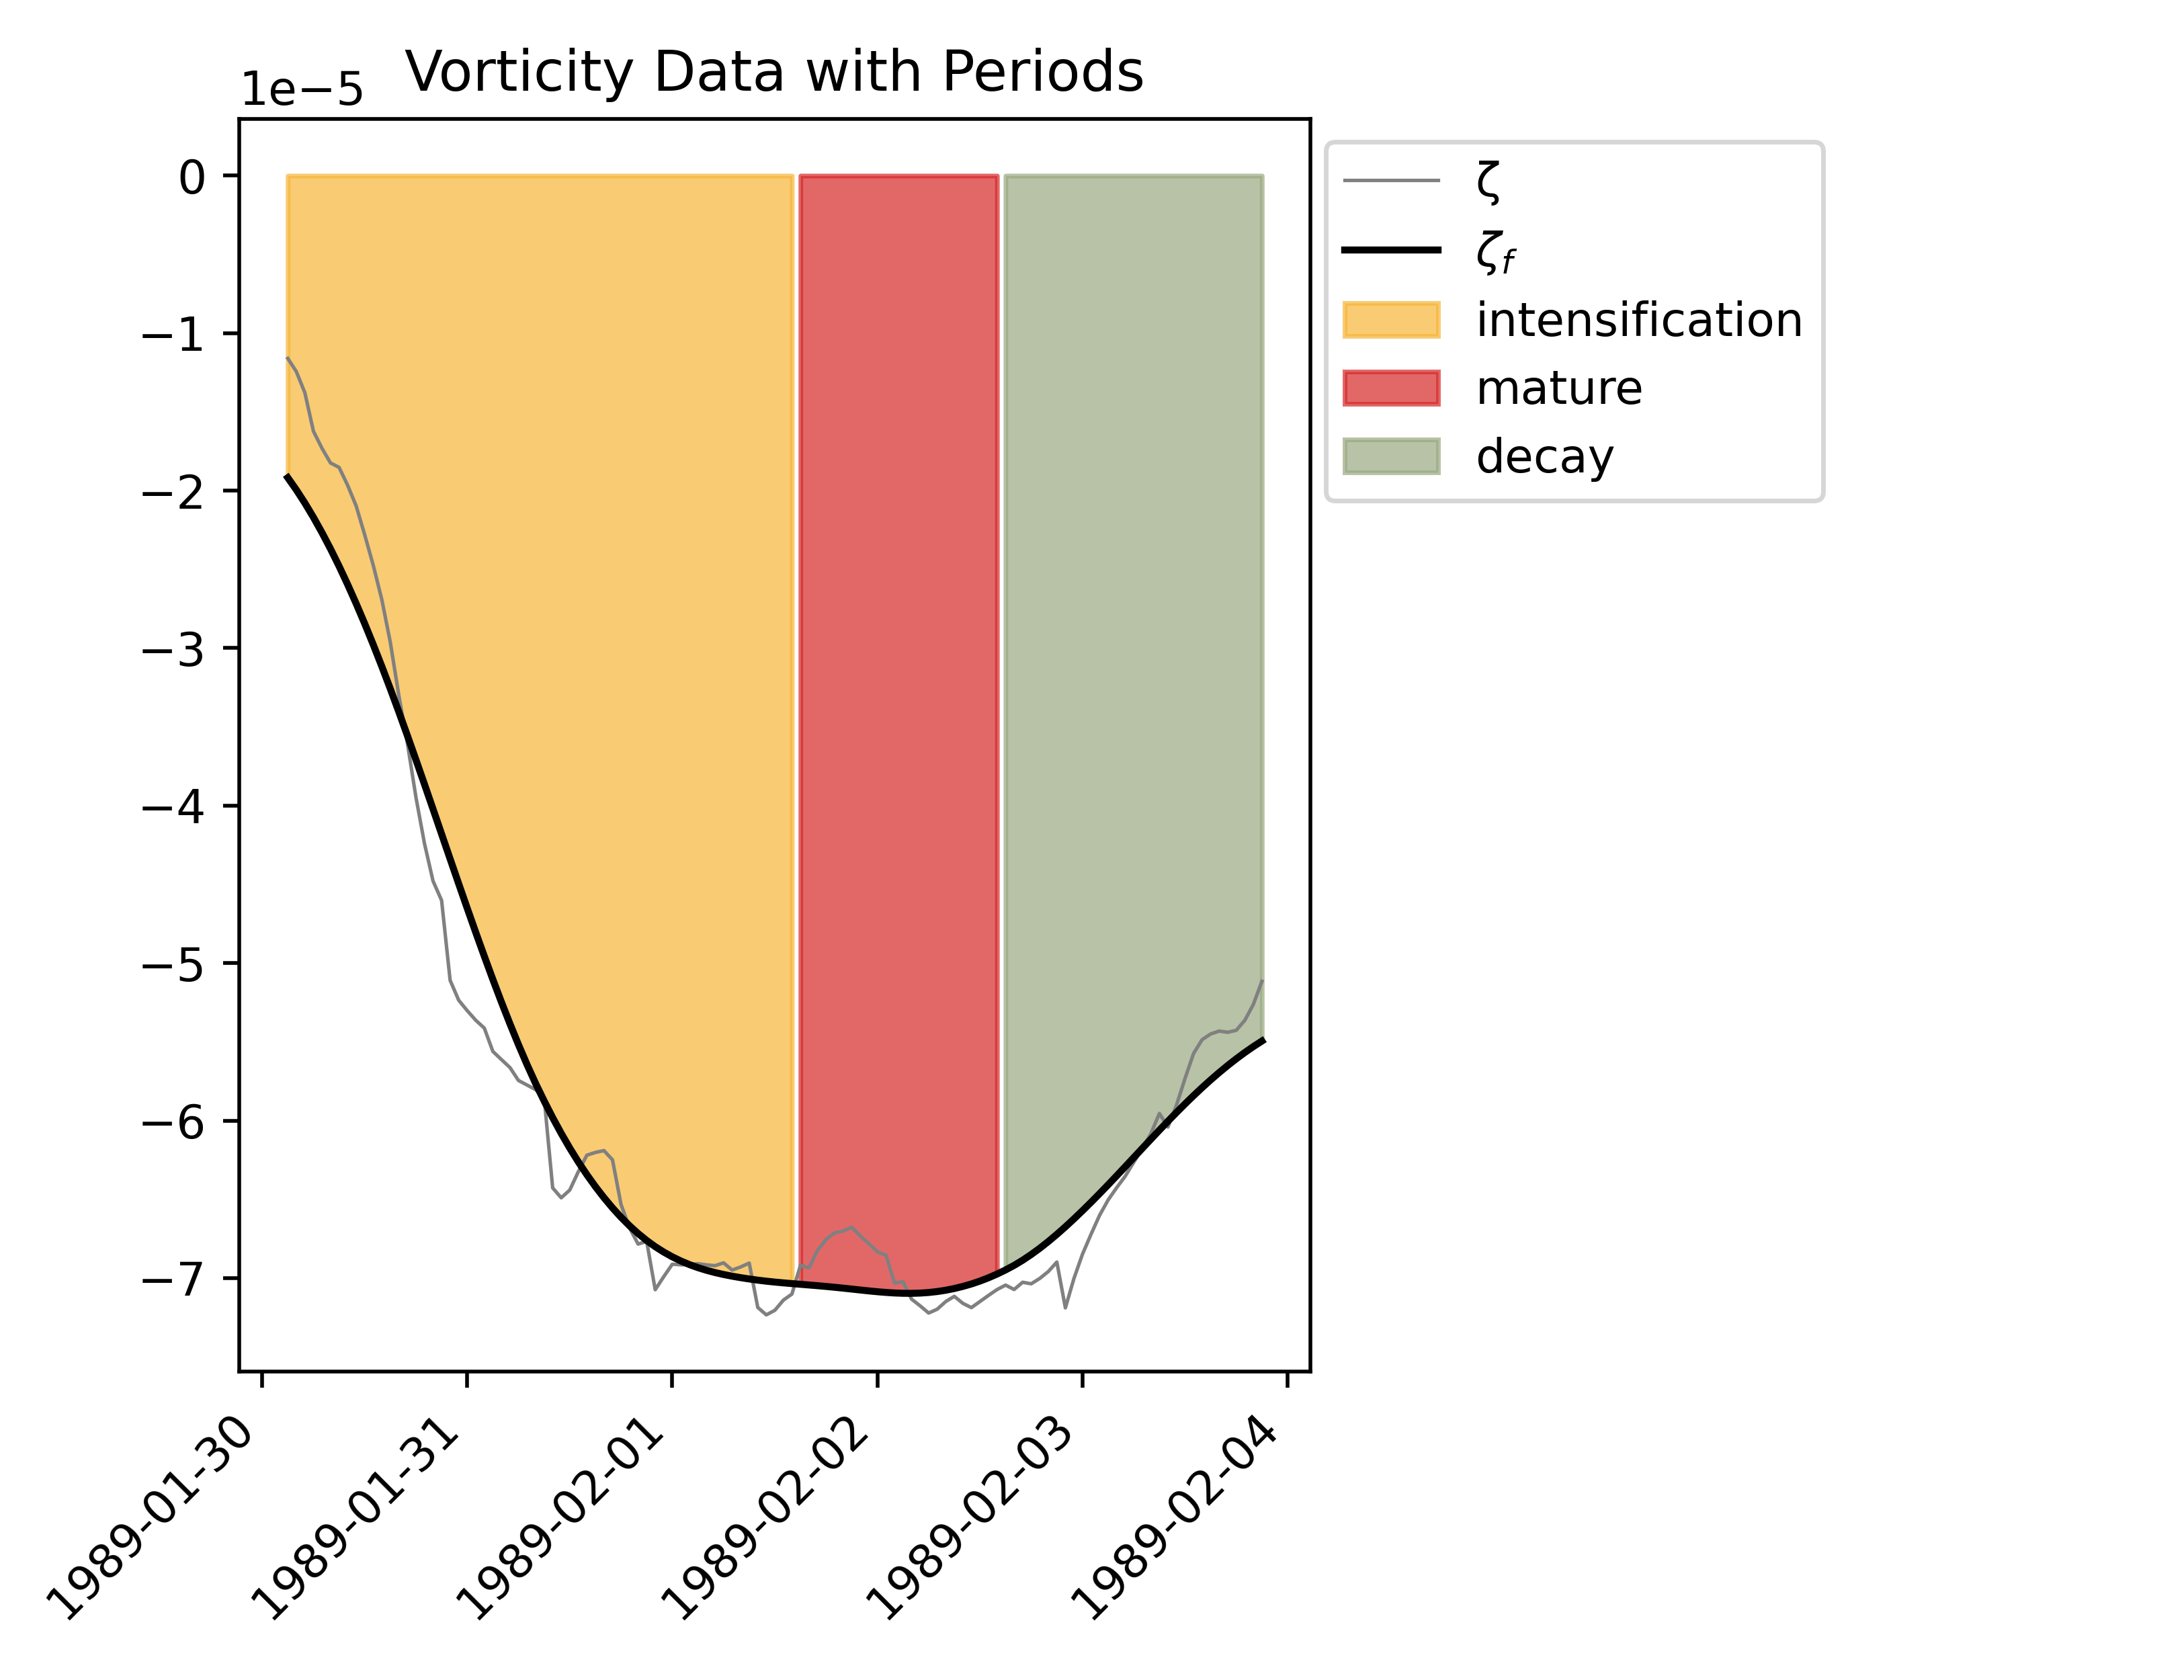 Vorticity Data with Periods
1e−5
0
−1
−2
−3
−4
−5
−6
−7
1989-01-30
1989-01-31
1989-02-01
1989-02-02
1989-02-03
1989-02-04
ζ
ζ_f
intensification
mature
decay